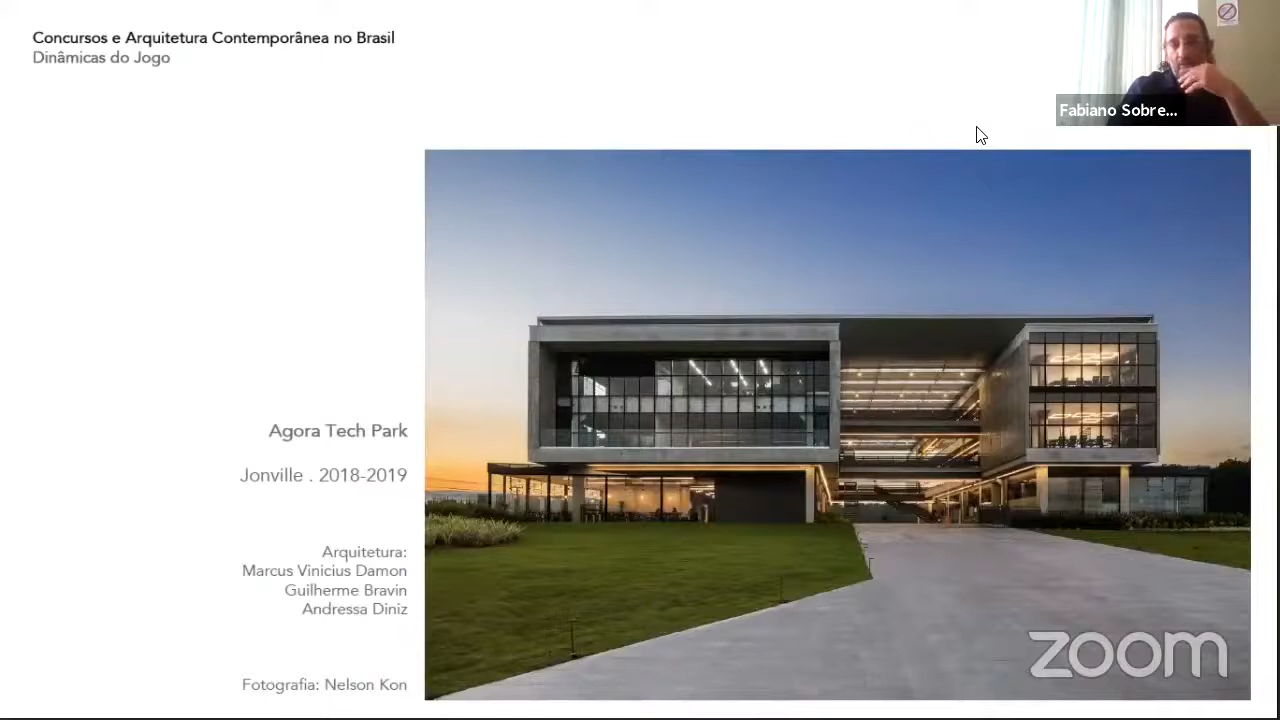 Concursos e Arquitetura Contemporânea no Brasil
Dinâmicas do Jogo
Fabiano Sobre...
Agora Tech Park
Jonville . 2018-2019
Arquitetura:
Marcus Vinicius Damon
Guilherme Bravin
Andressa Diniz
Fotografia: Nelson Kon
zoom